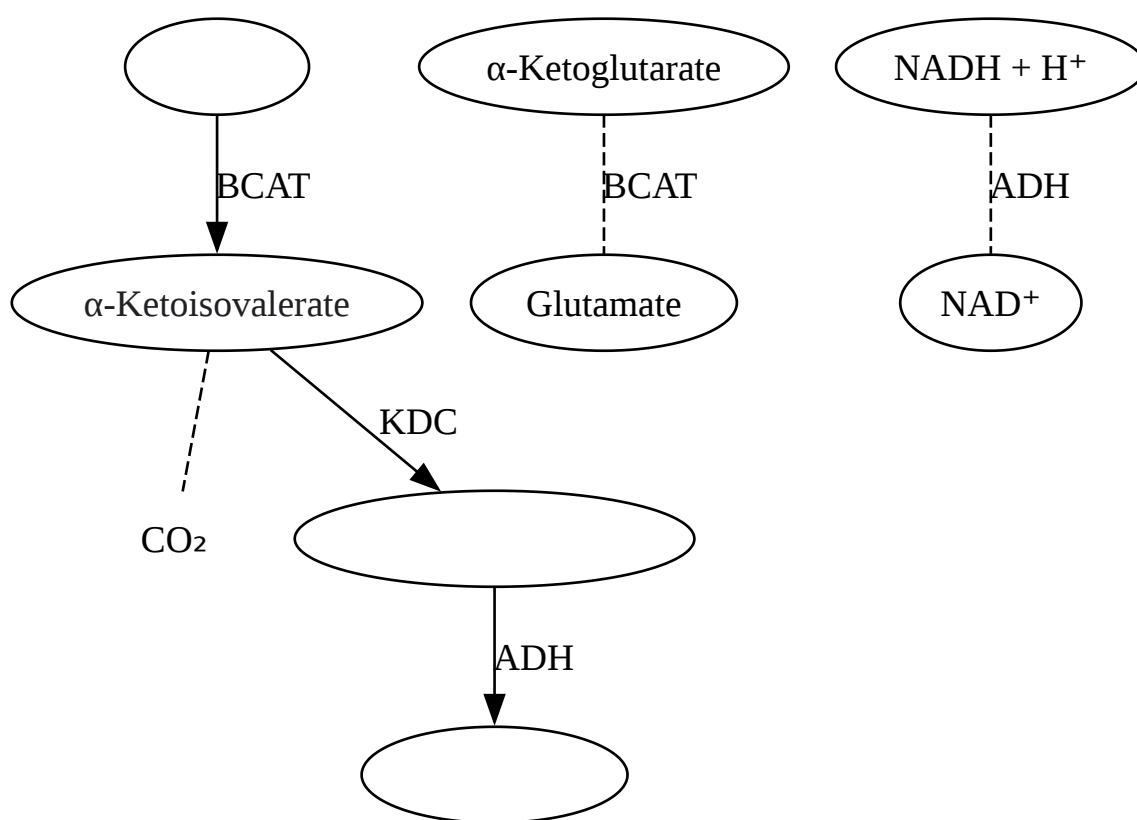 α-Ketoglutarate
NADH + H⁺
BCAT
BCAT
ADH
α-Ketoisovalerate
Glutamate
NAD⁺
KDC
CO₂
ADH